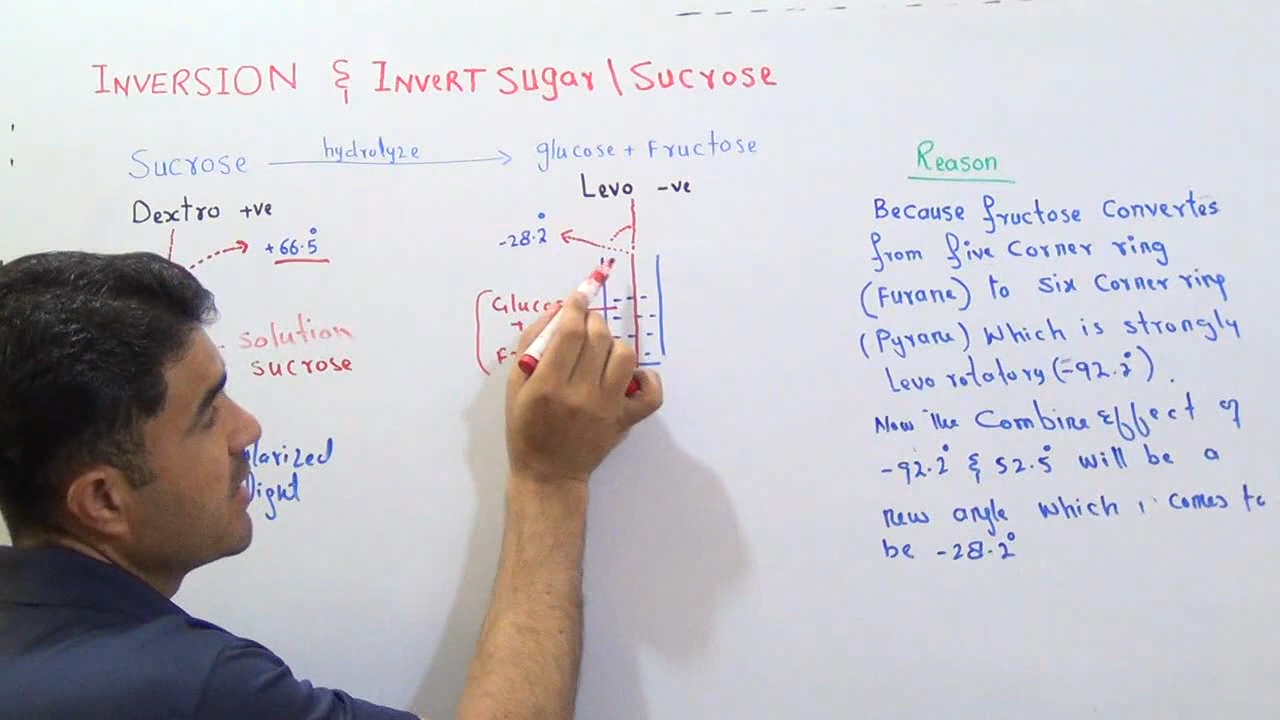 INVERSION & INVERT Sugar \ Sucrose
Sucrose hydrolyze glucose + Fructose
Dextro +ve
+66.5°
solution
sucrose
Levo -ve
-28.2°
+
Reason
Because fructose Convertes
from five Corner ring
(Furane) to six Corner ring
(Pyrane) Which is strongly
Levo rotatory (-92.2°).
Now the Combine Effect of
-92.2° & 52.5° will be a
new angle which comes to
be -28.2°